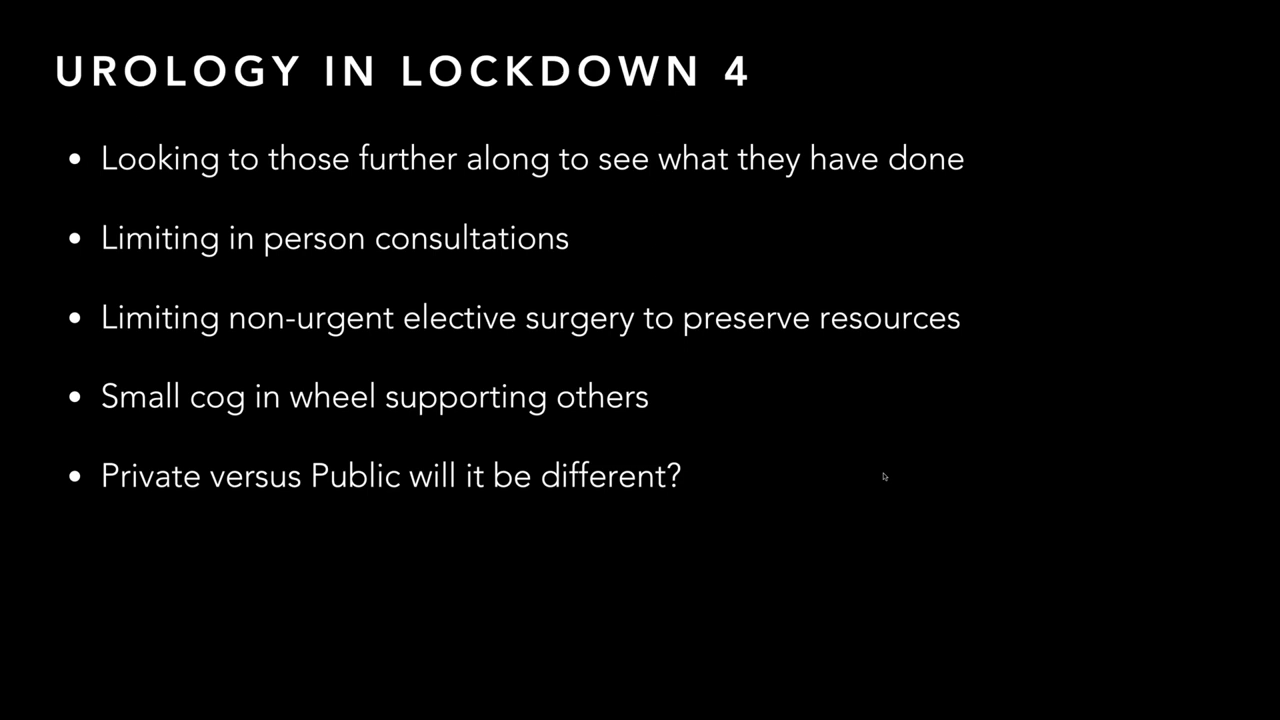 UROLOGY IN LOCKDOWN 4
• Looking to those further along to see what they have done
• Limiting in person consultations
• Limiting non-urgent elective surgery to preserve resources
• Small cog in wheel supporting others
• Private versus Public will it be different?